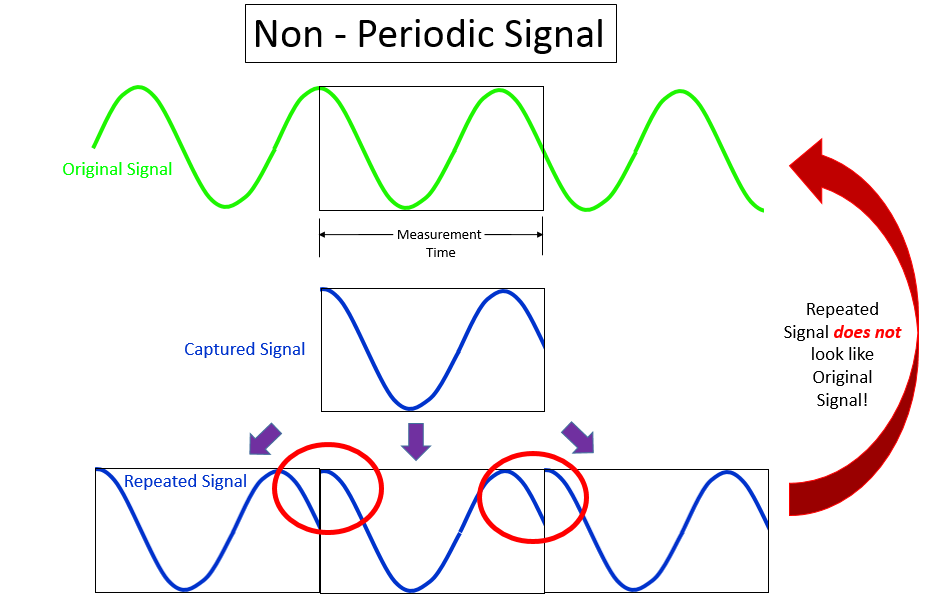 Non - Periodic Signal
Original Signal
Measurement
Time
Captured Signal
Repeated
Signal does not
look like
Original
Signal!
Repeated Signal